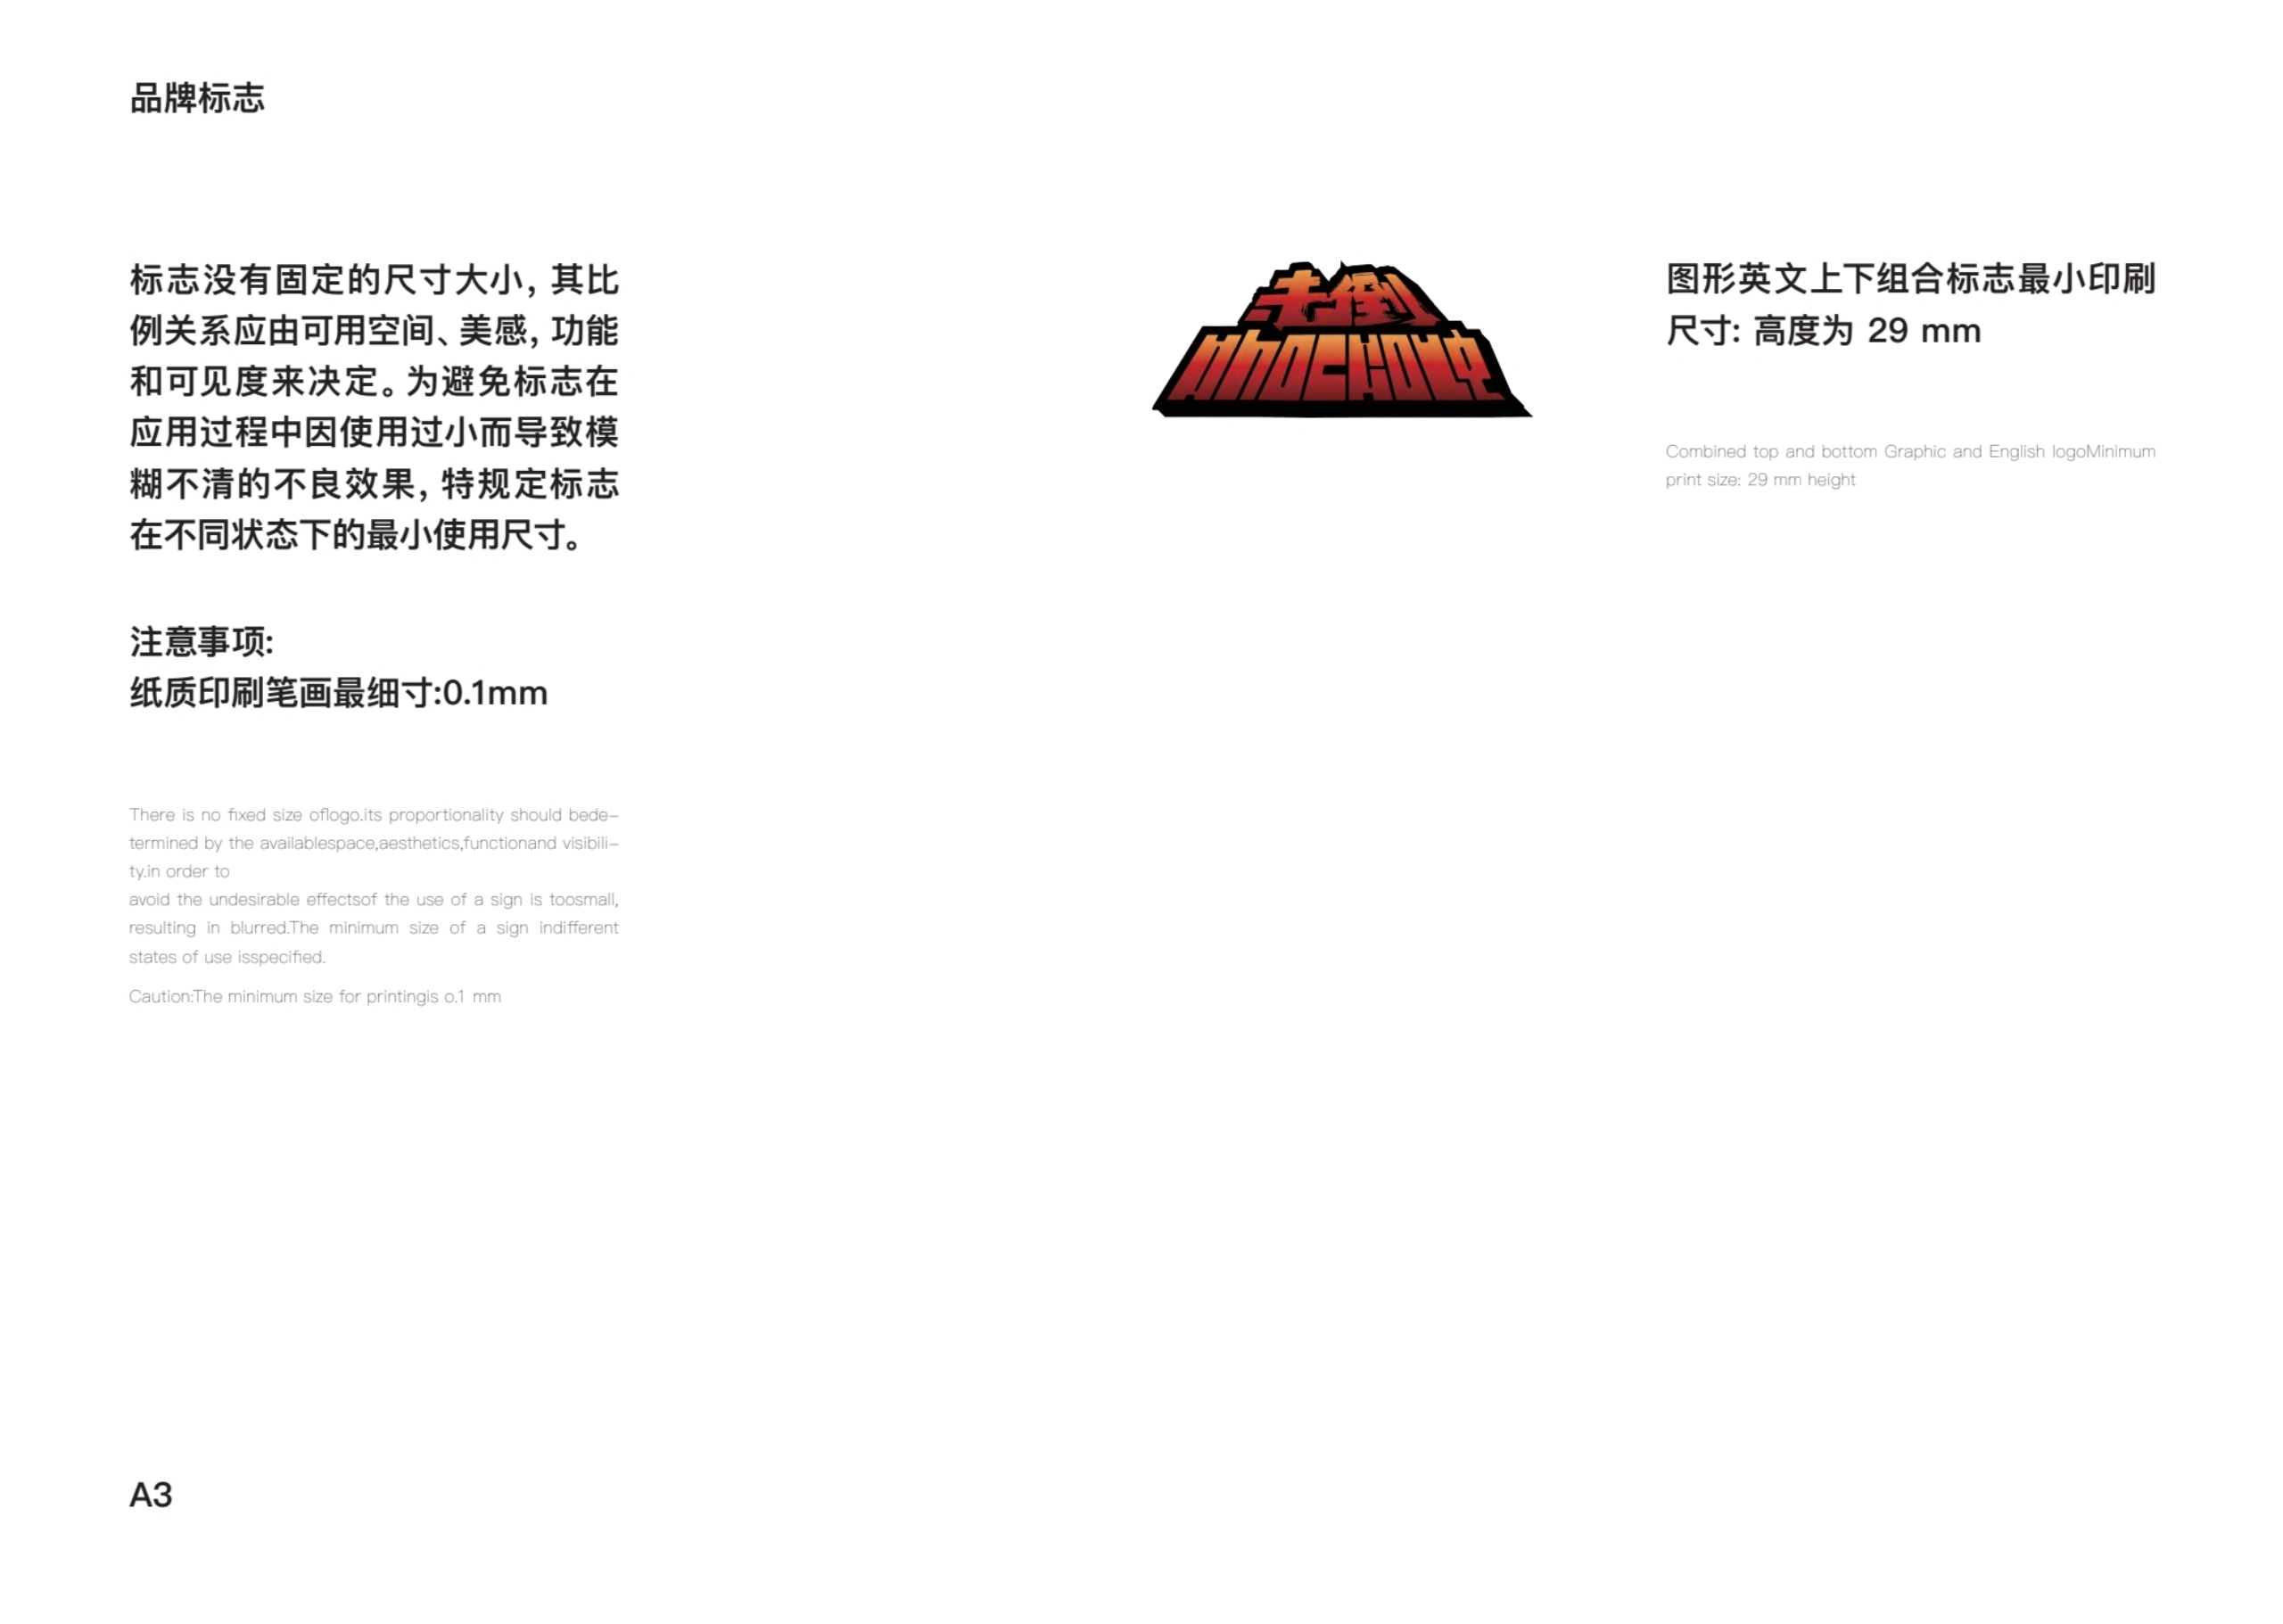 品牌标志
标志没有固定的尺寸大小，其比
例关系应由可用空间、美感，功能
和可见度来决定。为避免标志在
应用过程中因使用过小而导致模
糊不清的不良效果，特规定标志
在不同状态下的最小使用尺寸。
注意事项:
纸质印刷笔画最细寸:0.1mm
There is no fixed size oflogo.its proportionality should bede-
termined by the availablespace,aesthetics,functionand visibili-
ty.in order to
avoid the undesirable effectsof the use of a sign is toosmall,
resulting in blurred.The minimum size of a sign indifferent
states of use isspecified.
Caution:The minimum size for printingis o.1 mm
图形英文上下组合标志最小印刷
尺寸: 高度为 29 mm
Combined top and bottom Graphic and English logoMinimum
print size: 29 mm height
A3